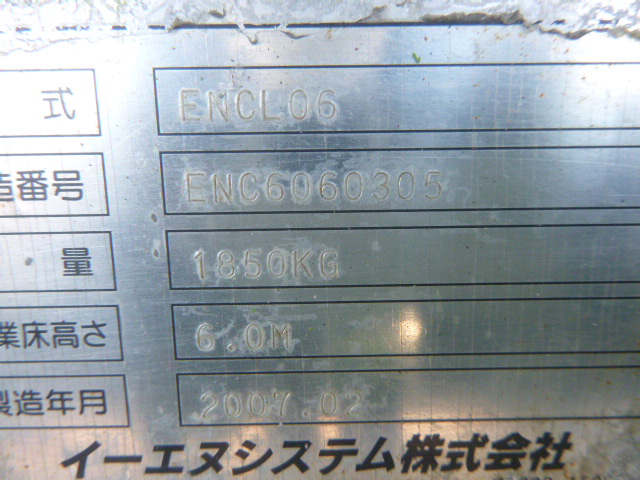 式 ENCL06
造番号 ENC6060305
量 1850KG
業床高さ 6.0M
製造年月 2007.02
イーエヌシステム株式会社